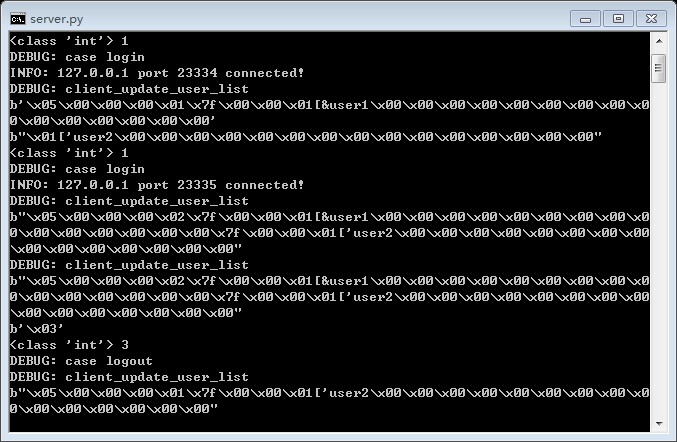 server.py
<class 'int'> 1
DEBUG: case login
INFO: 127.0.0.1 port 23334 connected!
DEBUG: client_update_user_list
b'\x05\x00\x00\x00\x01\x7f\x00\x00\x01[&user1\x00\x00\x00\x00\x00\x00\x00\x00\x0
0\x00\x00\x00\x00\x00\x00'
b"\x01['user2\x00\x00\x00\x00\x00\x00\x00\x00\x00\x00\x00\x00\x00\x00\x00"
<class 'int'> 1
DEBUG: case login
INFO: 127.0.0.1 port 23335 connected!
DEBUG: client_update_user_list
b"\x05\x00\x00\x00\x02\x7f\x00\x00\x01[&user1\x00\x00\x00\x00\x00\x00\x00\x00\x0
0\x00\x00\x00\x00\x00\x00\x7f\x00\x00\x01['user2\x00\x00\x00\x00\x00\x00\x00\x00
\x00\x00\x00\x00\x00\x00\x00"
DEBUG: client_update_user_list
b"\x05\x00\x00\x00\x02\x7f\x00\x00\x01[&user1\x00\x00\x00\x00\x00\x00\x00\x00\x0
0\x00\x00\x00\x00\x00\x00\x7f\x00\x00\x01['user2\x00\x00\x00\x00\x00\x00\x00\x00
\x00\x00\x00\x00\x00\x00\x00"
b'\x03'
<class 'int'> 3
DEBUG: case logout
DEBUG: client_update_user_list
b"\x05\x00\x00\x00\x01\x7f\x00\x00\x01['user2\x00\x00\x00\x00\x00\x00\x00\x00\x0
0\x00\x00\x00\x00\x00\x00"